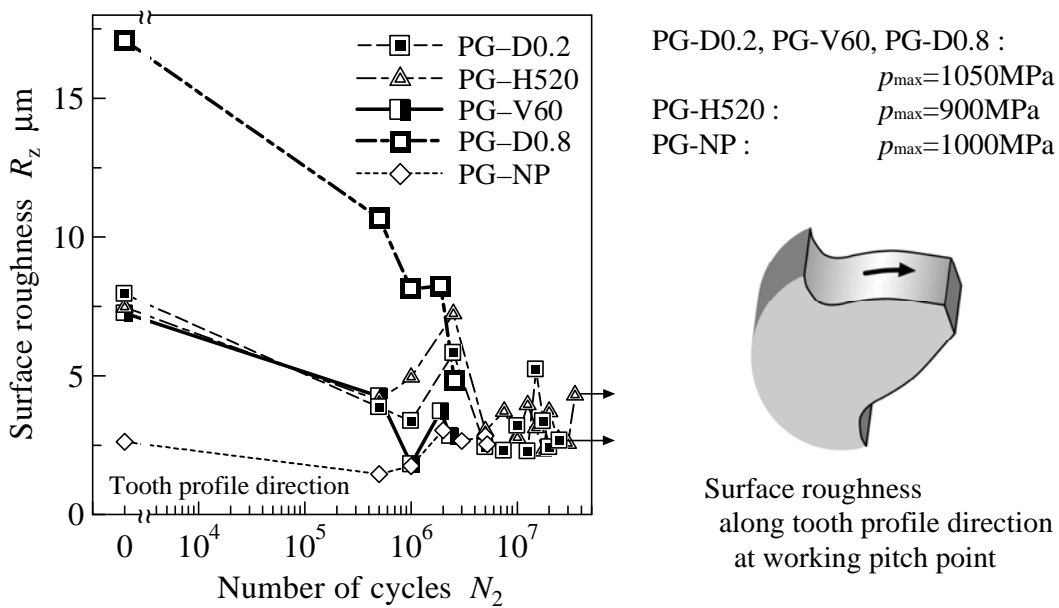 PG–D0.2
PG–H520
PG–V60
PG–D0.8
PG–NP
15
10
5
0
Surface roughness Rz μm
Tooth profile direction
0 10^4 10^5 10^6 10^7
Number of cycles N2
PG-D0.2, PG-V60, PG-D0.8 :
pmax=1050MPa
PG-H520 : pmax=900MPa
PG-NP : pmax=1000MPa
Surface roughness
along tooth profile direction
at working pitch point